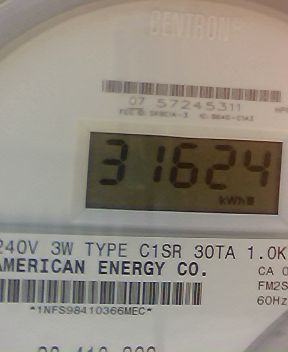 CENTRON
07 57245311
31624
kWh
240V 3W TYPE C1SR 30TA 1.0K
AMERICAN ENERGY CO.
CA 0
FM2S
60Hz
*1NFS98410366MEC*